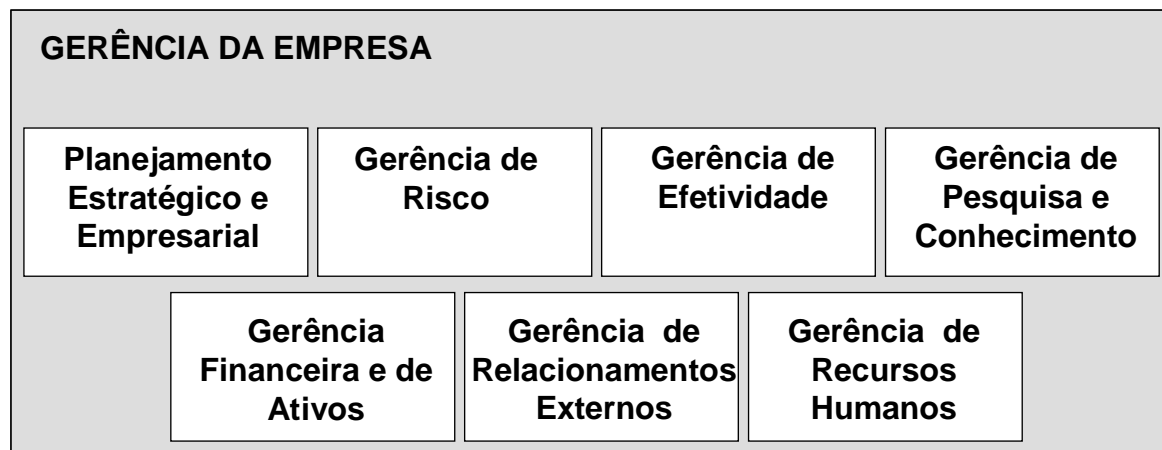 GERÊNCIA DA EMPRESA
Planejamento
Estratégico e
Empresarial
Gerência de
Risco
Gerência de
Efetividade
Gerência de
Pesquisa e
Conhecimento
Gerência
Financeira e de
Ativos
Gerência de
Relacionamentos
Externos
Gerência de
Recursos
Humanos